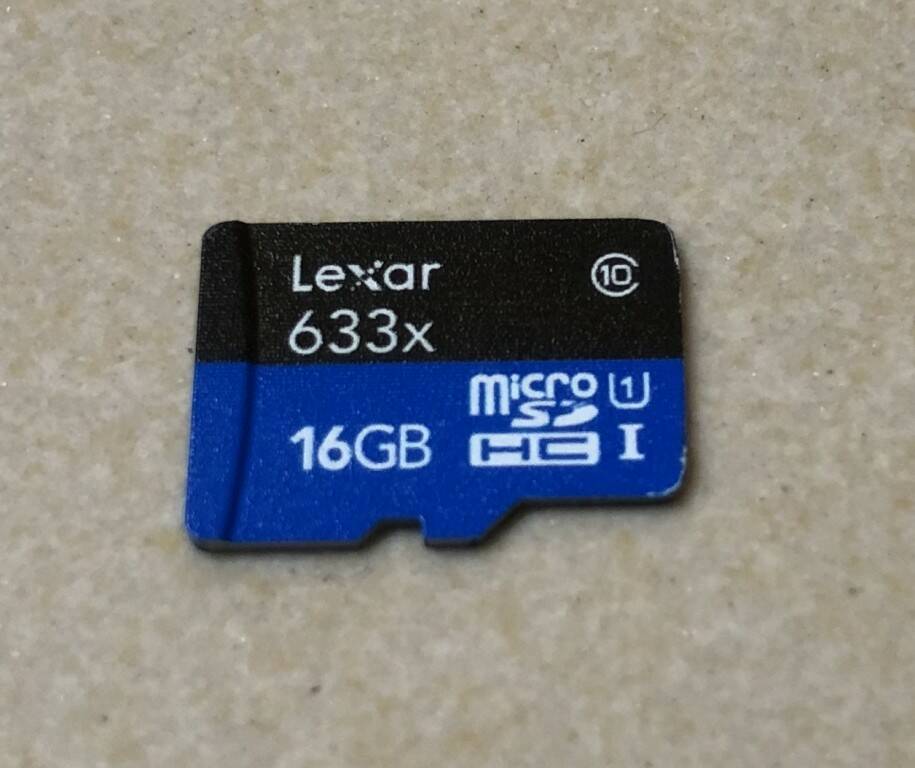 Lexar
10
633x
micro
SD
HC
U1
I
16GB